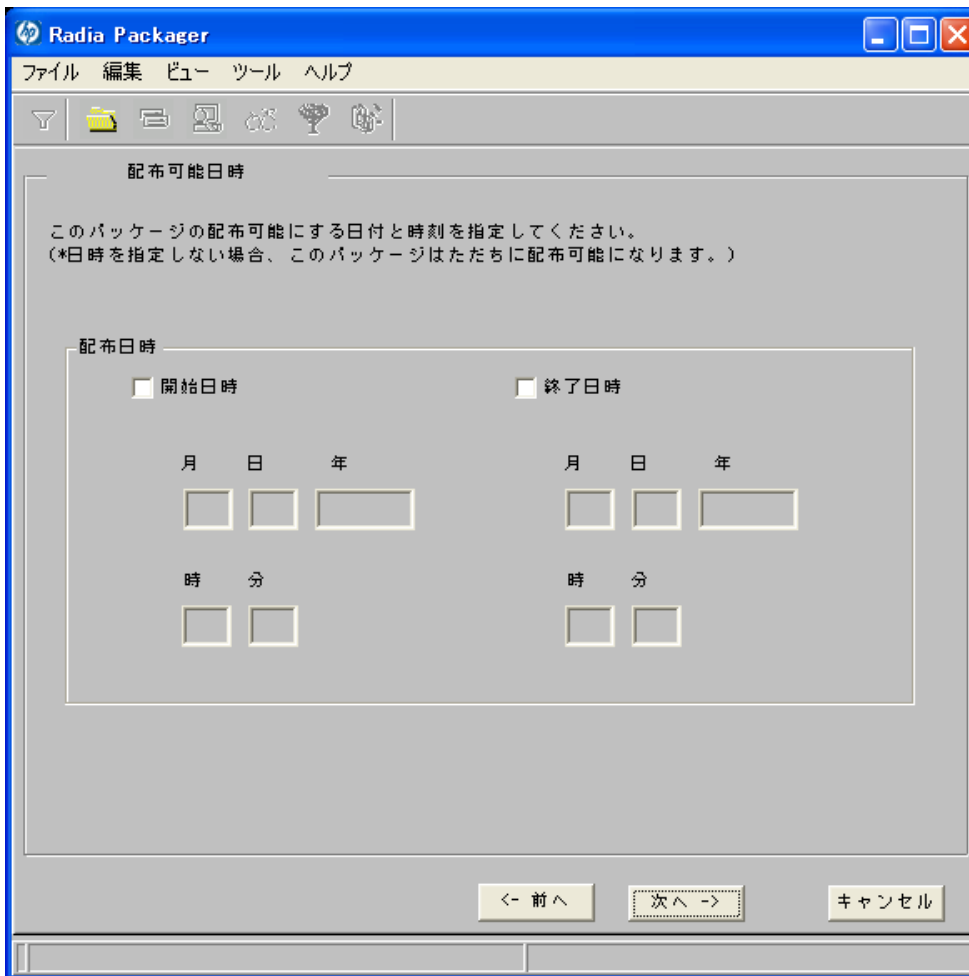 Radia Packager
ファイル 編集 ビュー ツール ヘルプ
配布可能日時
このパッケージの配布可能にする日付と時刻を指定してください。
(*日時を指定しない場合、このパッケージはただちに配布可能になります。)
配布日時
開始日時 終了日時
月 日 年 月 日 年
時 分 時 分
<- 前へ 次へ -> キャンセル